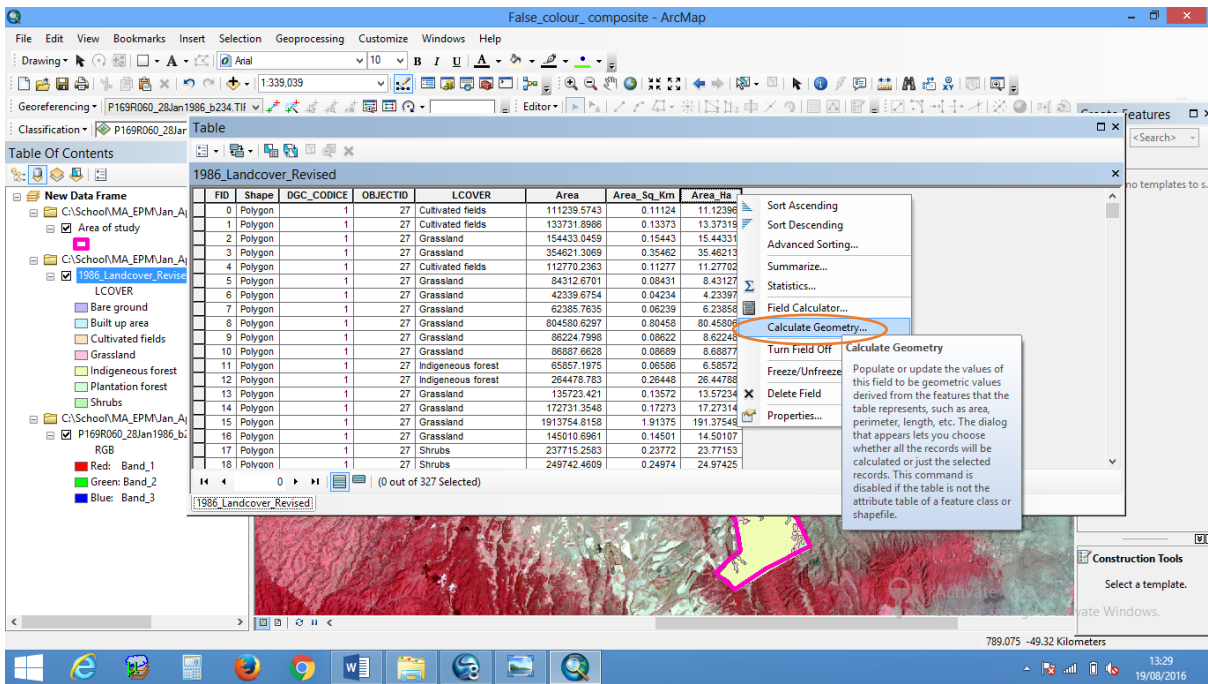 False_colour_ composite - ArcMap
File Edit View Bookmarks Insert Selection Geoprocessing Customize Windows Help
Drawing Arial 10 B I U A
1:339,039
Georeferencing P169R060_28Jan1986_b234.TIF Editor
Classification P169R060_28Jan
Create Features
<Search>
no templates to s
Table Of Contents
New Data Frame
C:\School\MA_EPM\Jan_A
Area of study
C:\School\MA_EPM\Jan_A
1986_Landcover_Revise
LCOVER
Bare ground
Built up area
Cultivated fields
Grassland
Indigeneous forest
Plantation forest
Shrubs
C:\School\MA_EPM\Jan_A
P169R060_28Jan1986_b2
RGB
Red: Band_1
Green: Band_2
Blue: Band_3
Table
1986_Landcover_Revised
FID Shape DGC_CODICE OBJECTID LCOVER Area Area_Sq_Km Area_Ha
0 Polygon 1 27 Cultivated fields 111239.5743 0.11124 11.12396
1 Polygon 1 27 Cultivated fields 133731.8986 0.13373 13.37319
2 Polygon 1 27 Grassland 154433.0459 0.15443 15.44331
3 Polygon 1 27 Grassland 354621.3069 0.35462 35.46213
4 Polygon 1 27 Cultivated fields 112770.2363 0.11277 11.27702
5 Polygon 1 27 Grassland 84312.6701 0.08431 8.43127
6 Polygon 1 27 Grassland 42339.6754 0.04234 4.23397
7 Polygon 1 27 Grassland 62385.7635 0.06239 6.23858
8 Polygon 1 27 Grassland 804580.6297 0.80458 80.45806
9 Polygon 1 27 Grassland 86224.7998 0.08622 8.62248
10 Polygon 1 27 Grassland 86887.6628 0.08689 8.68877
11 Polygon 1 27 Indigeneous forest 65857.1975 0.06586 6.58572
12 Polygon 1 27 Indigeneous forest 264478.783 0.26448 26.44788
13 Polygon 1 27 Grassland 135723.421 0.13572 13.57234
14 Polygon 1 27 Grassland 172731.3548 0.17273 17.27314
15 Polygon 1 27 Grassland 1913754.8158 1.91375 191.37549
16 Polygon 1 27 Grassland 145010.6961 0.14501 14.50107
17 Polygon 1 27 Shrubs 237715.2583 0.23772 23.77153
18 Polygon 1 27 Shrubs 249742.4609 0.24974 24.97425
0 (0 out of 327 Selected)
1986_Landcover_Revised
Sort Ascending
Sort Descending
Advanced Sorting...
Summarize...
Statistics...
Field Calculator...
Calculate Geometry...
Turn Field Off
Freeze/Unfreeze
Delete Field
Properties...
Calculate Geometry
Populate or update the values of
this field to be geometric values
derived from the features that the
table represents, such as area,
perimeter, length, etc. The dialog
that appears lets you choose
whether all the records will be
calculated or just the selected
records. This command is
disabled if the table is not the
attribute table of a feature class or
shapefile.
Construction Tools
Select a template.
Activate
vate Windows.
789.075 -49.32 Kilometers
13:29
19/08/2016